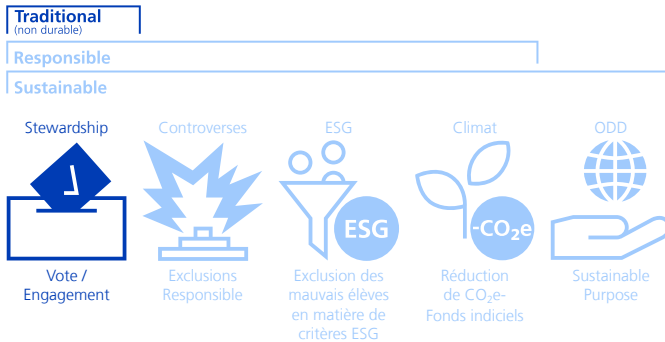 Traditional
(non durable)
Responsible
Sustainable
Stewardship
Controverses
ESG
Climat
ODD
ESG
-CO₂e
Vote /
Engagement
Exclusions
Responsible
Exclusion des
mauvais élèves
en matière de
critères ESG
Réduction
de CO₂e-
Fonds indiciels
Sustainable
Purpose